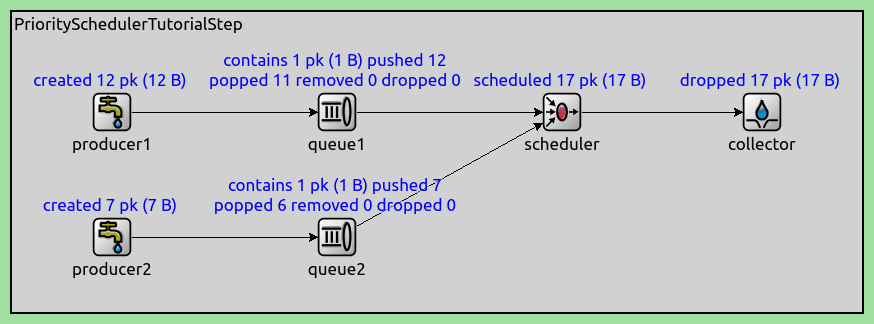 PrioritySchedulerTutorialStep
contains 1 pk (1 B) pushed 12
created 12 pk (12 B) popped 11 removed 0 dropped 0 scheduled 17 pk (17 B) dropped 17 pk (17 B)
producer1 queue1 scheduler collector
contains 1 pk (1 B) pushed 7
created 7 pk (7 B) popped 6 removed 0 dropped 0
producer2 queue2